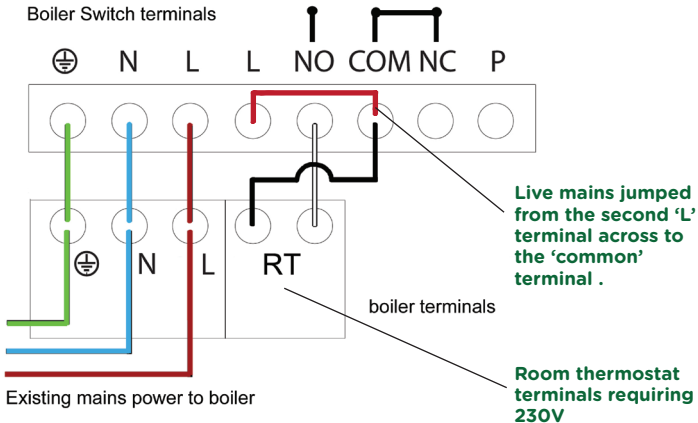 Boiler Switch terminals
N L L NO COM NC P
Live mains jumped
from the second ‘L’
terminal across to
the ‘common’
terminal .
N L RT
boiler terminals
Room thermostat
terminals requiring
230V
Existing mains power to boiler